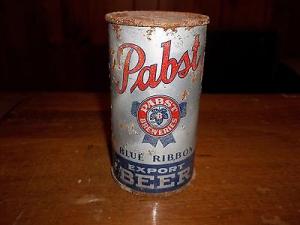 Pabst
PABST
BREWERIES
BLUE RIBBON
EXPORT
BEER